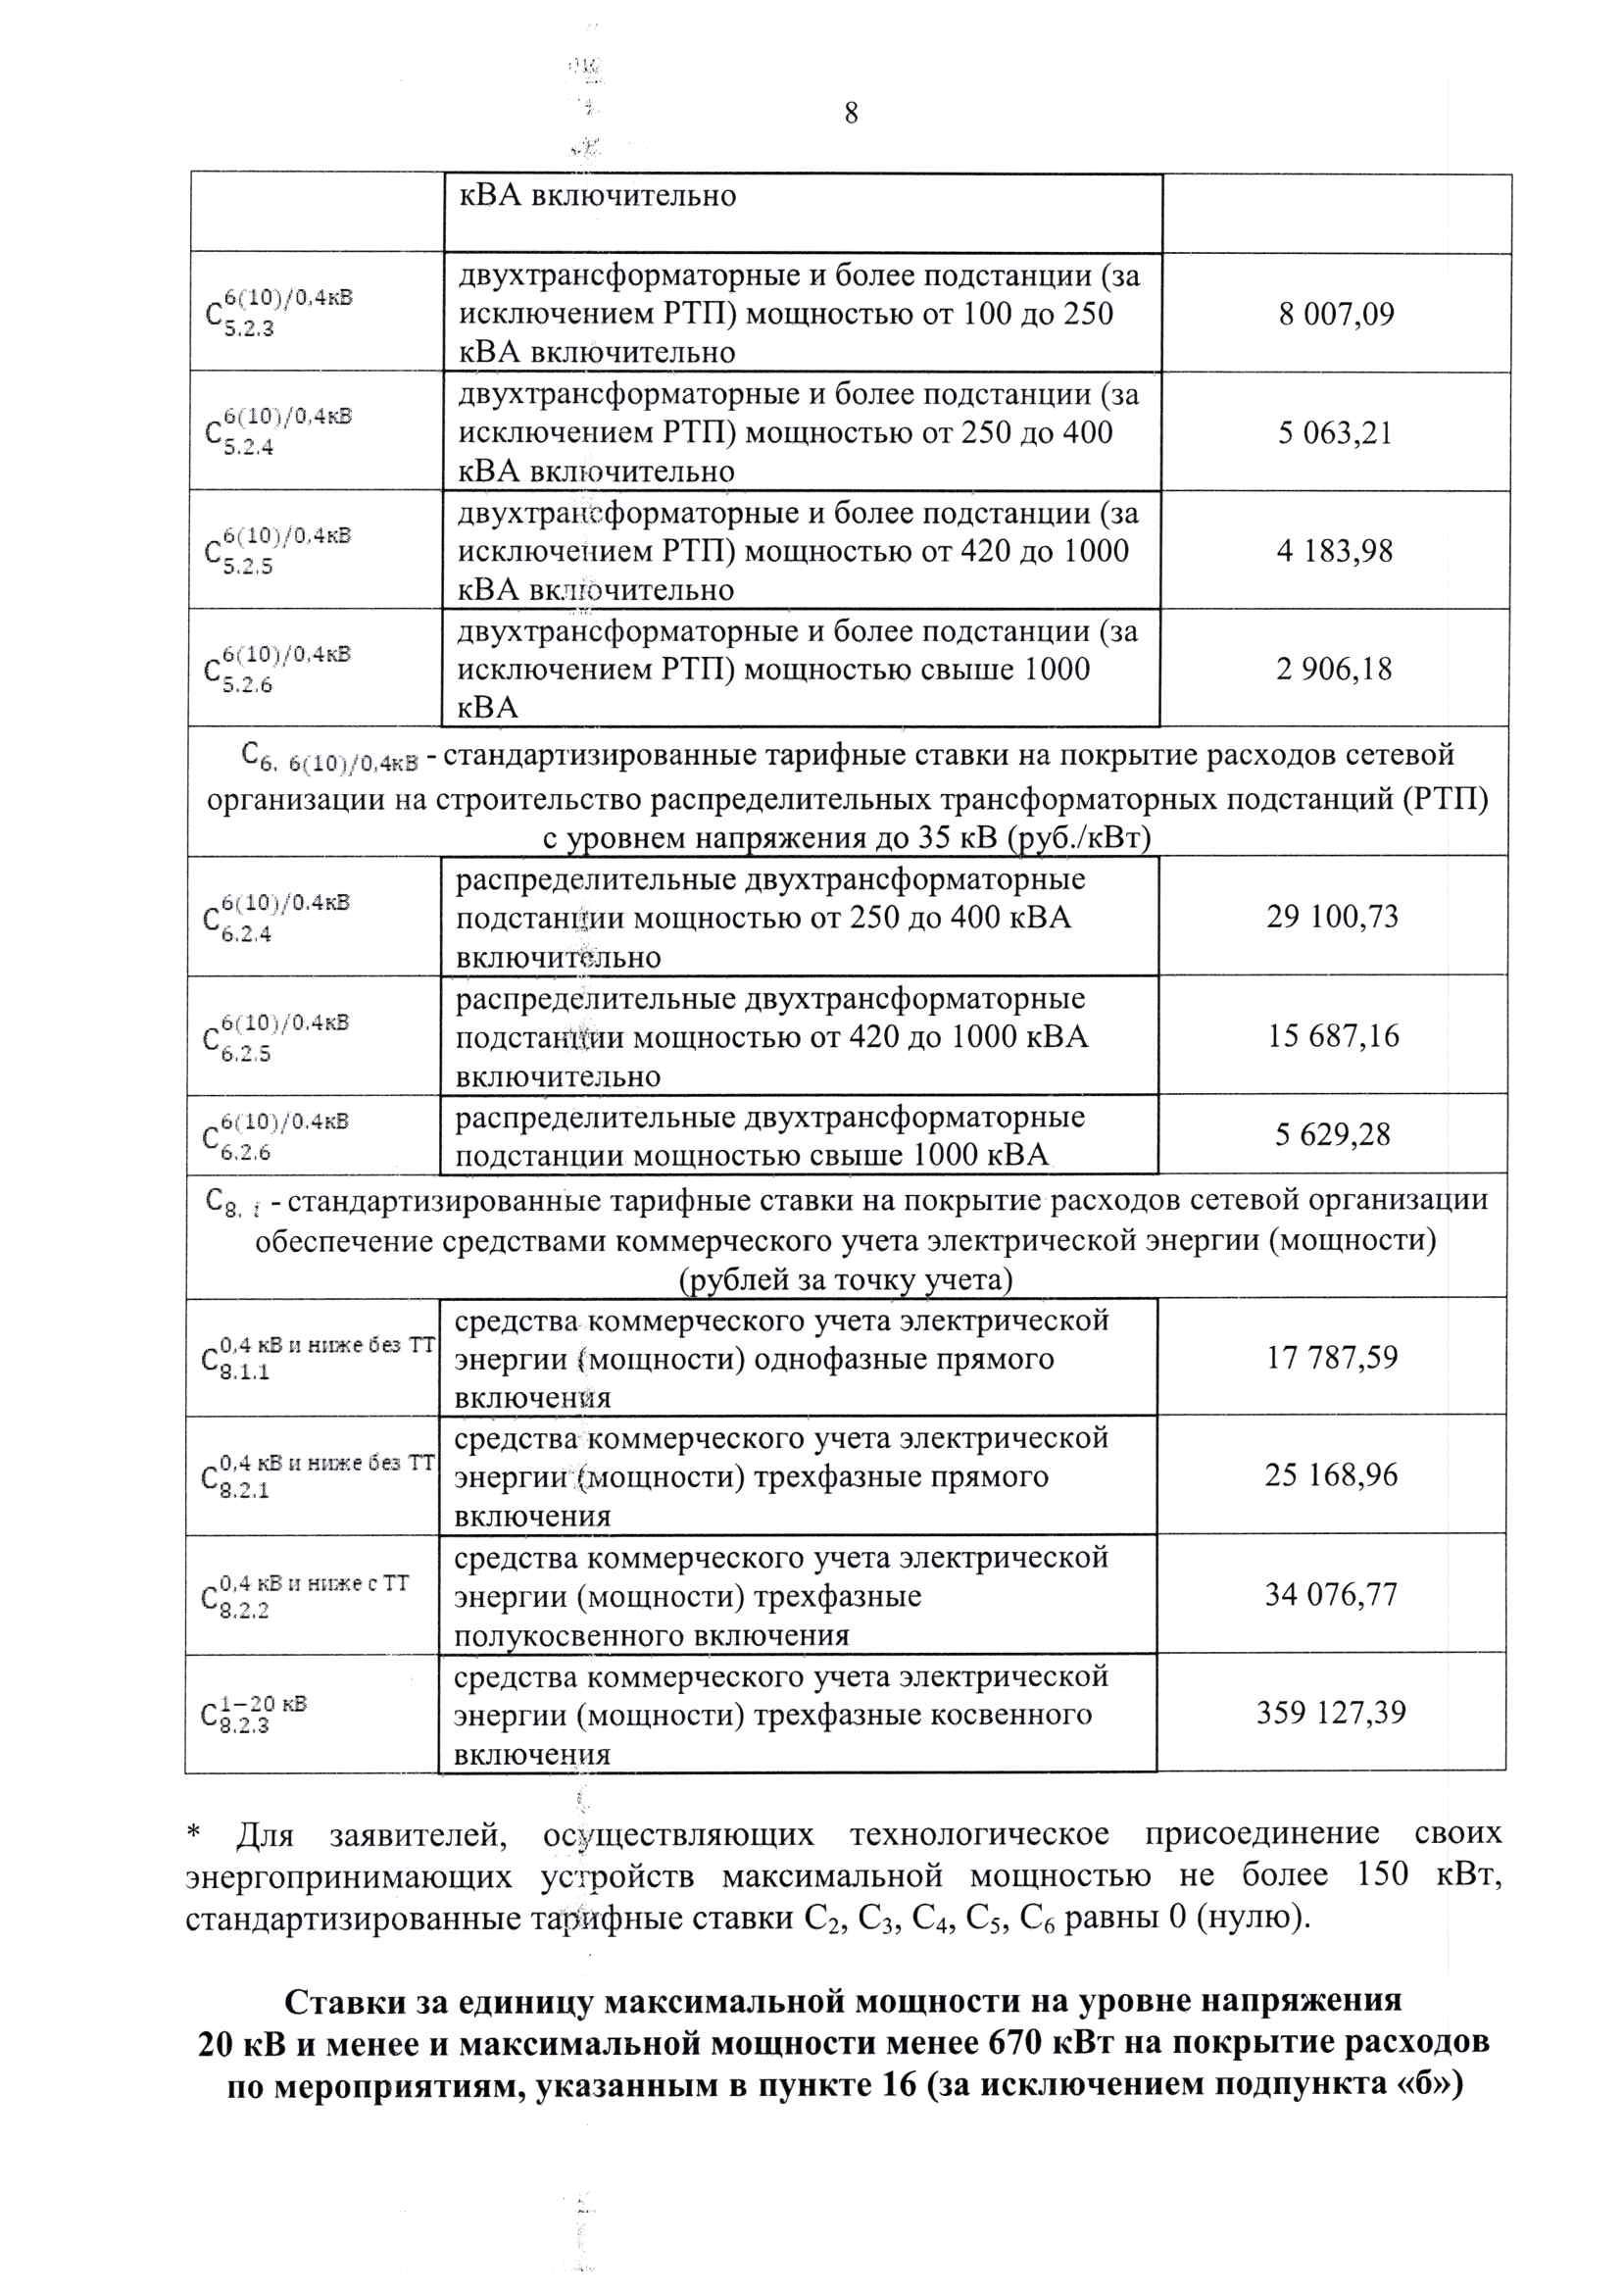 8
кВА включительно
С 6(10)/0,4кВ 5.2.3
двухтрансформаторные и более подстанции (за
исключением РТП) мощностью от 100 до 250
кВА включительно
8 007,09
С 6(10)/0,4кВ 5.2.4
двухтрансформаторные и более подстанции (за
исключением РТП) мощностью от 250 до 400
кВА включительно
5 063,21
С 6(10)/0,4кВ 5.2.5
двухтрансформаторные и более подстанции (за
исключением РТП) мощностью от 420 до 1000
кВА включительно
4 183,98
С 6(10)/0,4кВ 5.2.6
двухтрансформаторные и более подстанции (за
исключением РТП) мощностью свыше 1000
кВА
2 906,18
С6, 6(10)/0,4кВ - стандартизированные тарифные ставки на покрытие расходов сетевой
организации на строительство распределительных трансформаторных подстанций (РТП)
с уровнем напряжения до 35 кВ (руб./кВт)
С 6(10)/0.4кВ 6.2.4
распределительные двухтрансформаторные
подстанции мощностью от 250 до 400 кВА
включительно
29 100,73
С 6(10)/0.4кВ 6.2.5
распределительные двухтрансформаторные
подстанции мощностью от 420 до 1000 кВА
включительно
15 687,16
С 6(10)/0.4кВ 6.2.6
распределительные двухтрансформаторные
подстанции мощностью свыше 1000 кВА
5 629,28
С8, i - стандартизированные тарифные ставки на покрытие расходов сетевой организации
обеспечение средствами коммерческого учета электрической энергии (мощности)
(рублей за точку учета)
С 0,4 кВ и ниже без ТТ 8.1.1
средства коммерческого учета электрической
энергии (мощности) однофазные прямого
включения
17 787,59
С 0,4 кВ и ниже без ТТ 8.2.1
средства коммерческого учета электрической
энергии (мощности) трехфазные прямого
включения
25 168,96
С 0,4 кВ и ниже с ТТ 8.2.2
средства коммерческого учета электрической
энергии (мощности) трехфазные
полукосвенного включения
34 076,77
С 1–20 кВ 8.2.3
средства коммерческого учета электрической
энергии (мощности) трехфазные косвенного
включения
359 127,39
* Для заявителей, осуществляющих технологическое присоединение своих
энергопринимающих устройств максимальной мощностью не более 150 кВт,
стандартизированные тарифные ставки С2, С3, С4, С5, С6 равны 0 (нулю).
Ставки за единицу максимальной мощности на уровне напряжения
20 кВ и менее и максимальной мощности менее 670 кВт на покрытие расходов
по мероприятиям, указанным в пункте 16 (за исключением подпункта «б»)